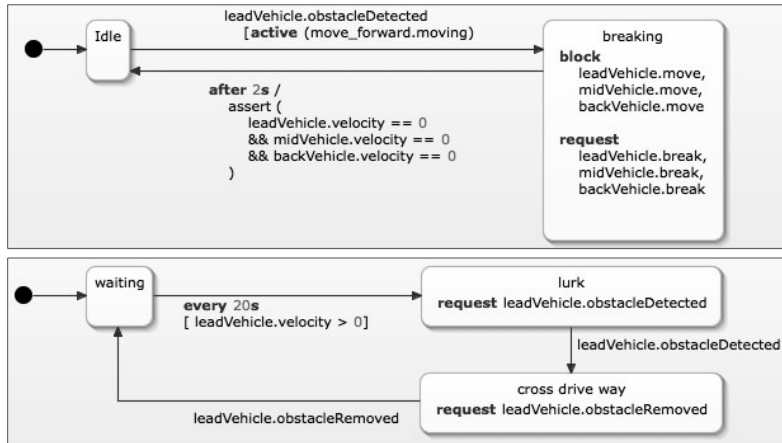 leadVehicle.obstacleDetected
[active (move_forward.moving)
Idle
breaking
block
leadVehicle.move,
midVehicle.move,
backVehicle.move
request
leadVehicle.break,
midVehicle.break,
backVehicle.break
after 2s /
assert (
leadVehicle.velocity == 0
&& midVehicle.velocity == 0
&& backVehicle.velocity == 0
)
waiting
every 20s
[ leadVehicle.velocity > 0]
lurk
request leadVehicle.obstacleDetected
leadVehicle.obstacleDetected
cross drive way
request leadVehicle.obstacleRemoved
leadVehicle.obstacleRemoved